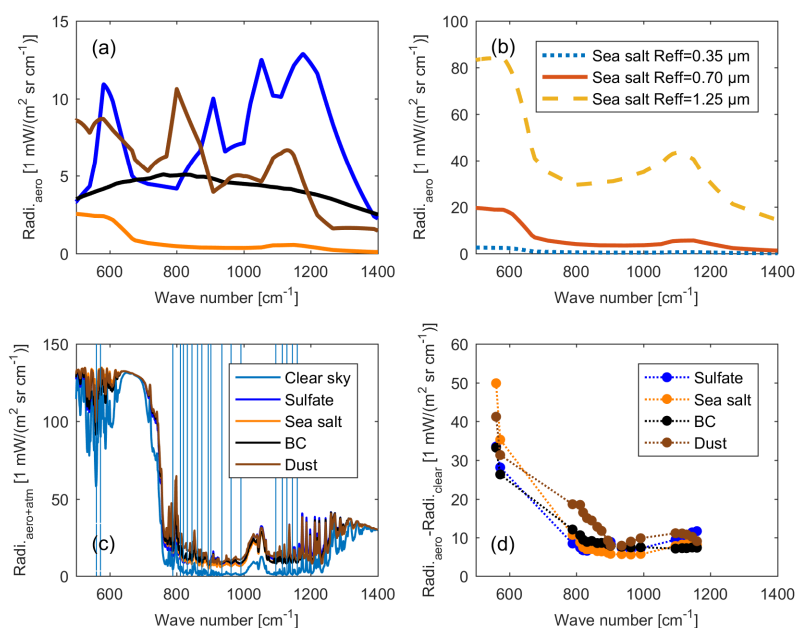 15
10
5
0
Radi.aero [1 mW/(m² sr cm⁻¹)]
(a)
600 800 1000 1200 1400
Wave number [cm⁻¹]
100
80
60
40
20
0
Radi.aero [1 mW/(m² sr cm⁻¹)]
(b)
Sea salt Reff=0.35 µm
Sea salt Reff=0.70 µm
Sea salt Reff=1.25 µm
600 800 1000 1200 1400
Wave number [cm⁻¹]
150
100
50
0
Radi.aero+atm [1 mW/(m² sr cm⁻¹)]
Clear sky
Sulfate
Sea salt
BC
Dust
(c)
600 800 1000 1200 1400
Wave number [cm⁻¹]
60
50
40
30
20
10
0
Radi.aero-Radi.clear [1 mW/(m² sr cm⁻¹)]
Sulfate
Sea salt
BC
Dust
(d)
600 800 1000 1200 1400
Wave number [cm⁻¹]